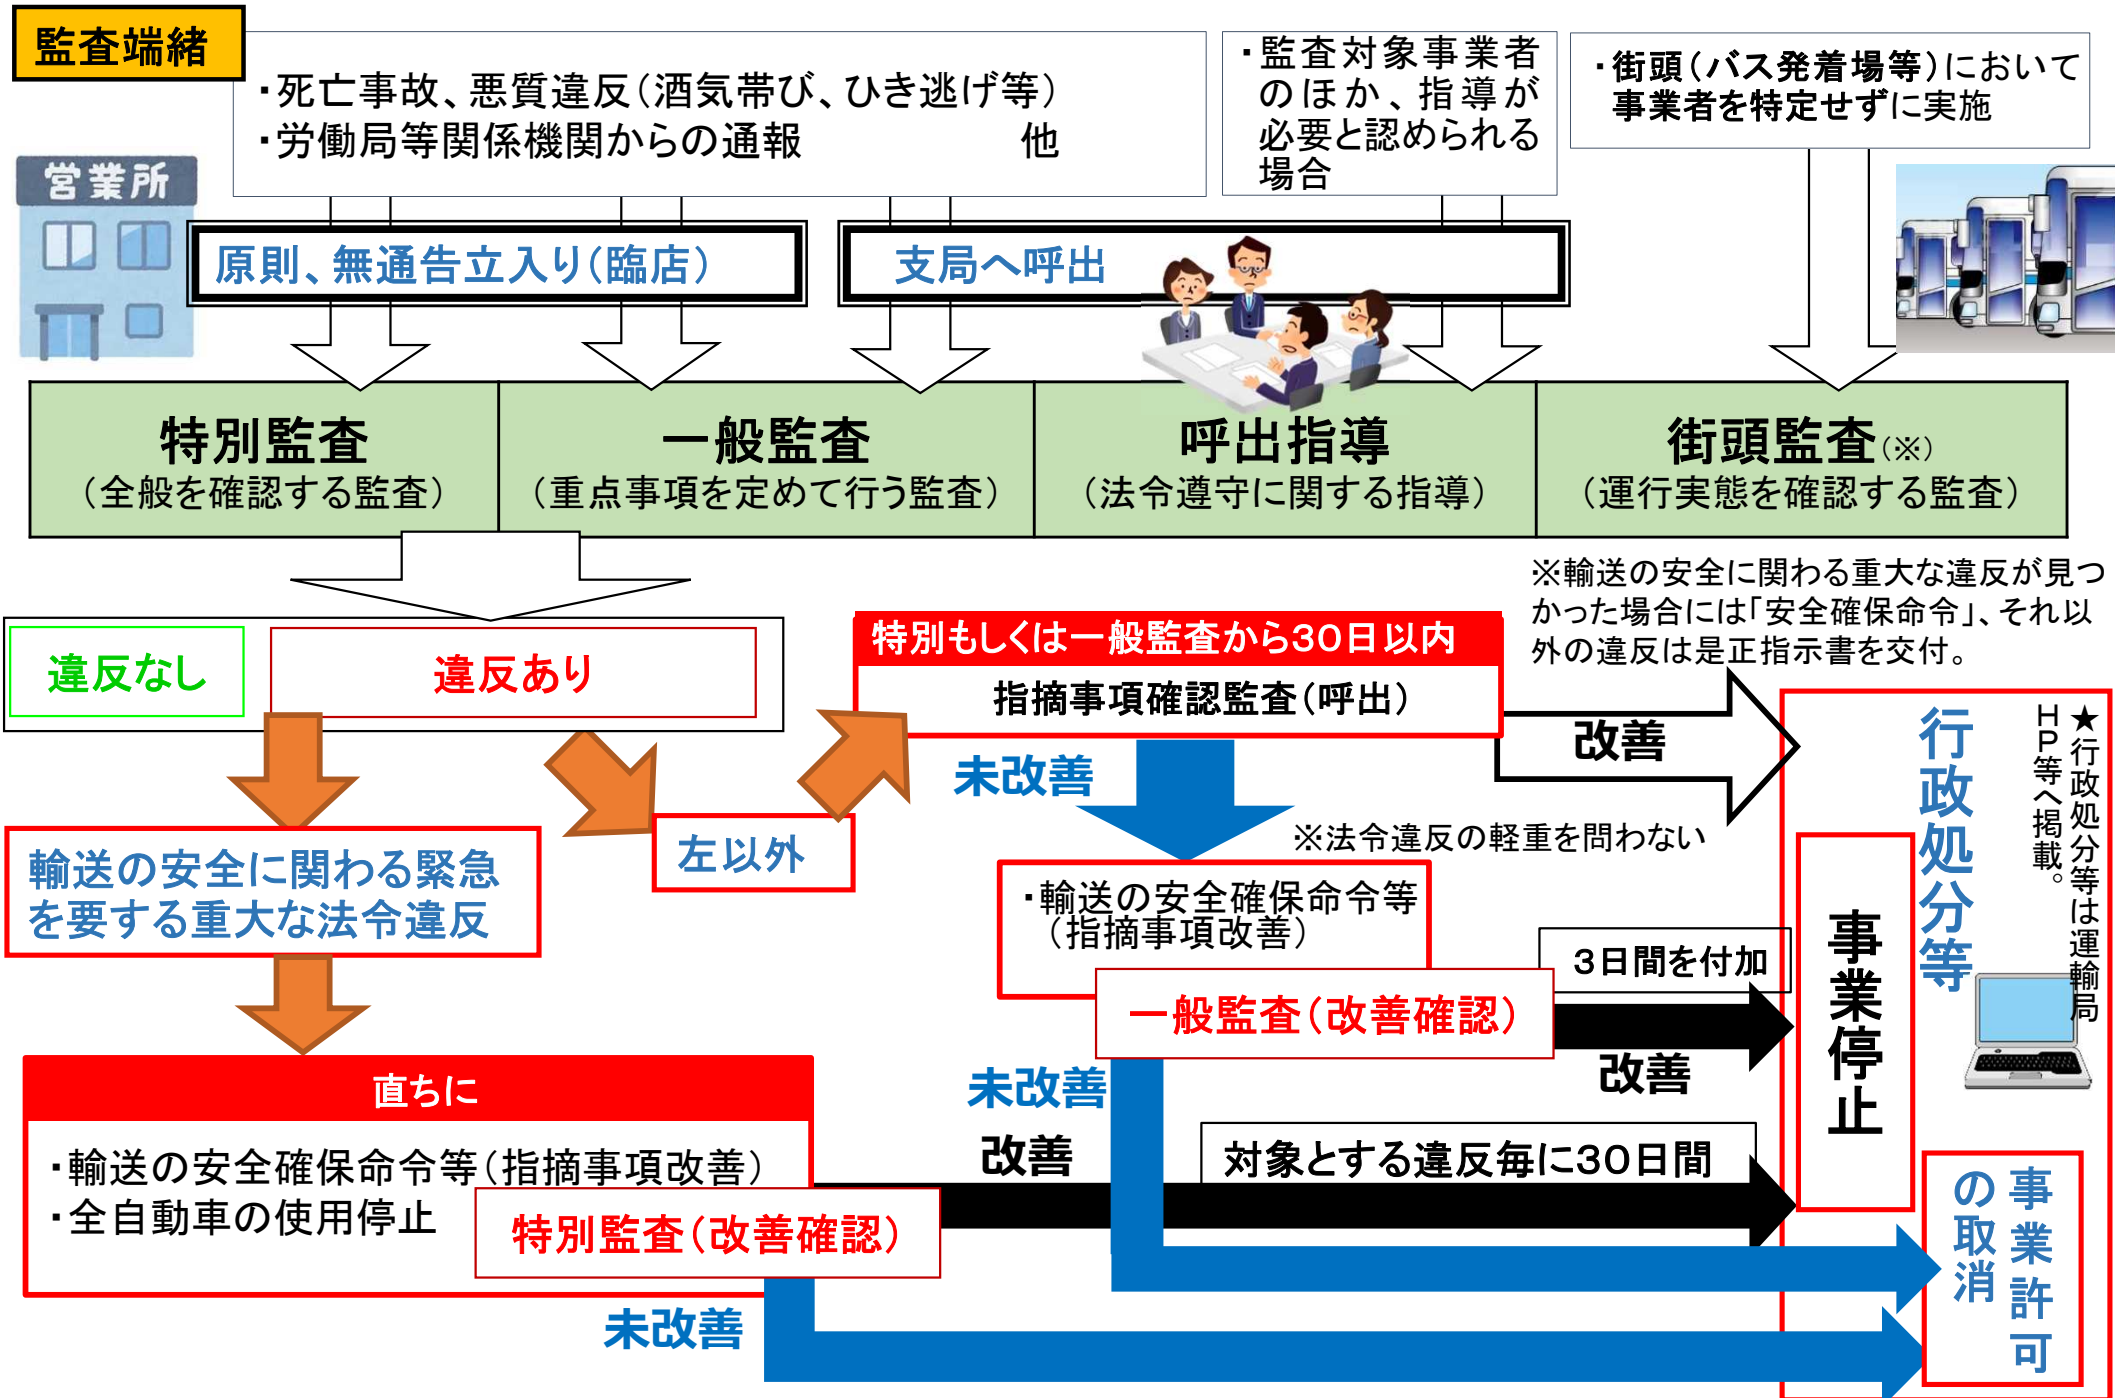 監査端緒
・死亡事故、悪質違反（酒気帯び、ひき逃げ等）
・労働局等関係機関からの通報　　　　　他
・監査対象事業者
のほか、指導が
必要と認められる
場合
・街頭（バス発着場等）において
事業者を特定せずに実施
営業所
原則、無通告立入り（臨店）
支局へ呼出
特別監査
（全般を確認する監査）
一般監査
（重点事項を定めて行う監査）
呼出指導
（法令遵守に関する指導）
街頭監査（※）
（運行実態を確認する監査）
※輸送の安全に関わる重大な違反が見つ
かった場合には「安全確保命令」、それ以
外の違反は是正指示書を交付。
違反なし
違反あり
特別もしくは一般監査から３０日以内
指摘事項確認監査（呼出）
改善
未改善
※法令違反の軽重を問わない
左以外
輸送の安全に関わる緊急
を要する重大な法令違反
・輸送の安全確保命令等
（指摘事項改善）
一般監査（改善確認）
３日間を付加
改善
未改善
直ちに
・輸送の安全確保命令等（指摘事項改善）
・全自動車の使用停止
特別監査（改善確認）
改善
対象とする違反毎に３０日間
未改善
★行政処分等は運輸局
ＨＰ等へ掲載。
行政処分等
事業停止
事業許可
の取消